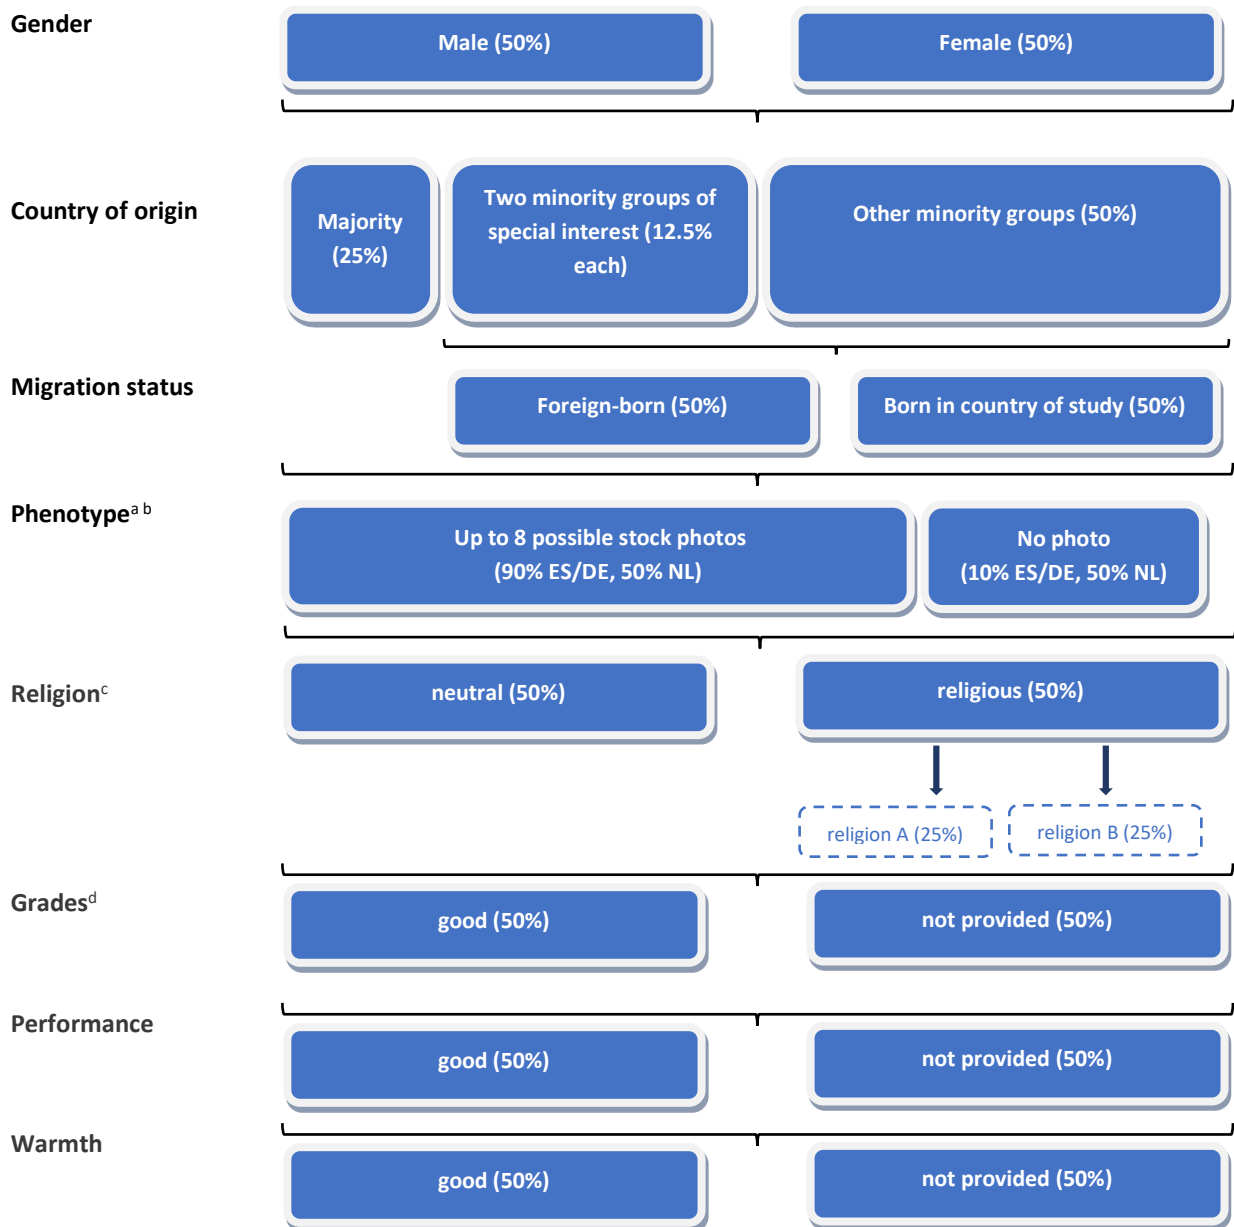 Gender
Male (50%)
Female (50%)
Country of origin
Majority
(25%)
Two minority groups of
special interest (12.5%
each)
Other minority groups (50%)
Migration status
Foreign-born (50%)
Born in country of study (50%)
Phenotypeᵃ ᵇ
Up to 8 possible stock photos
(90% ES/DE, 50% NL)
No photo
(10% ES/DE, 50% NL)
Religionᶜ
neutral (50%)
religious (50%)
religion A (25%)
religion B (25%)
Gradesᵈ
good (50%)
not provided (50%)
Performance
good (50%)
not provided (50%)
Warmth
good (50%)
not provided (50%)